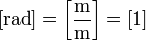 [rad] = [m/m] = [1]